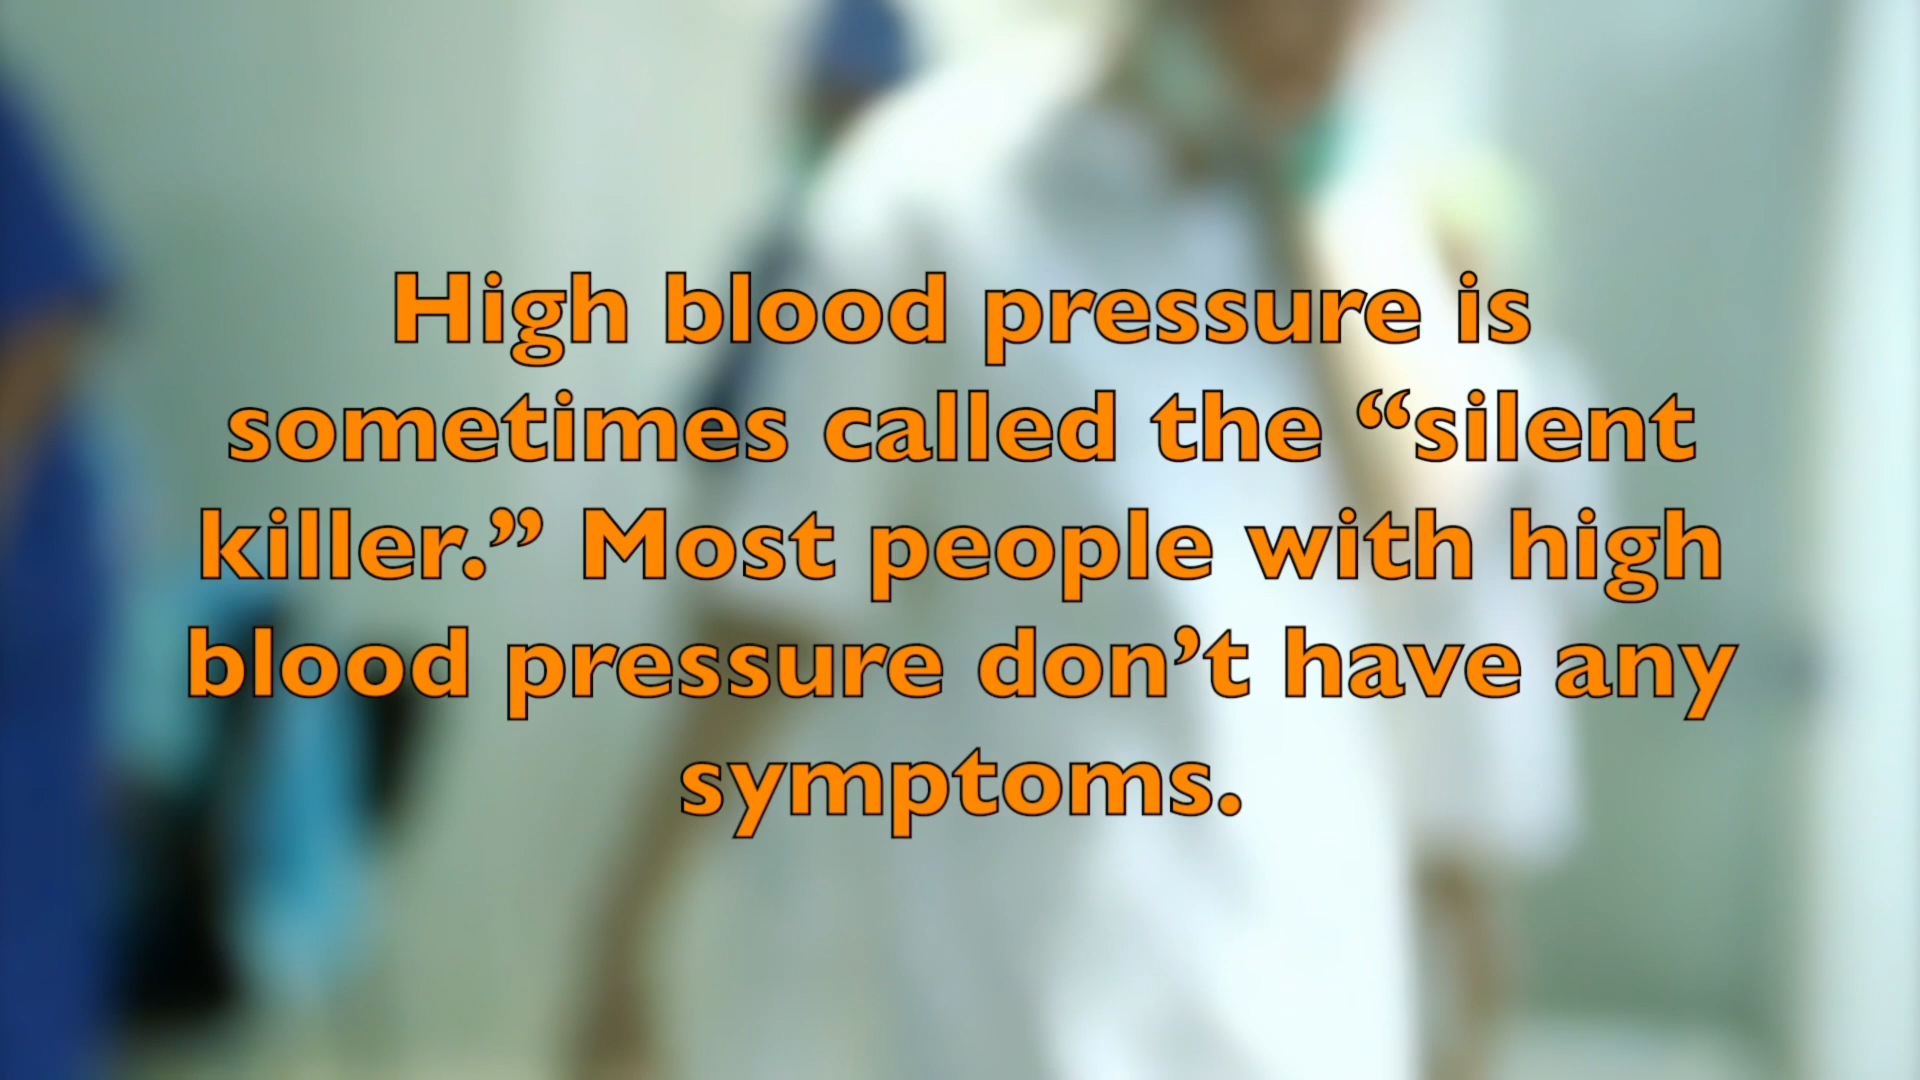 High blood pressure is
sometimes called the “silent
killer.” Most people with high
blood pressure don’t have any
symptoms.